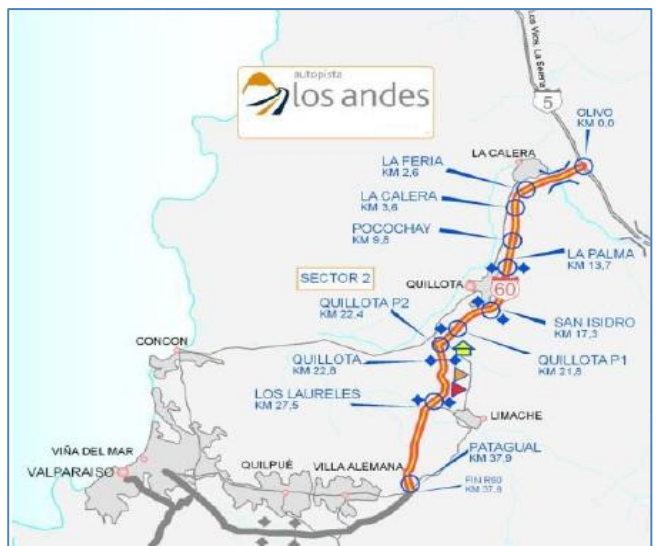 autopista
los andes
Los Vilos, La Serena
5
OLIVO
KM 0,0
LA CALERA
LA FERIA
KM 2,6
LA CALERA
KM 3,6
POCOCHAY
KM 9,8
LA PALMA
KM 13,7
SECTOR 2
QUILLOTA
60
QUILLOTA P2
KM 22,4
SAN ISIDRO
KM 17,3
CONCON
QUILLOTA
KM 22,8
QUILLOTA P1
KM 21,8
LOS LAURELES
KM 27,5
LIMACHE
VIÑA DEL MAR
VALPARAISO
QUILPUÈ
VILLA ALEMANA
PATAGUAL
KM 37,9
FIN R60
KM 37,9